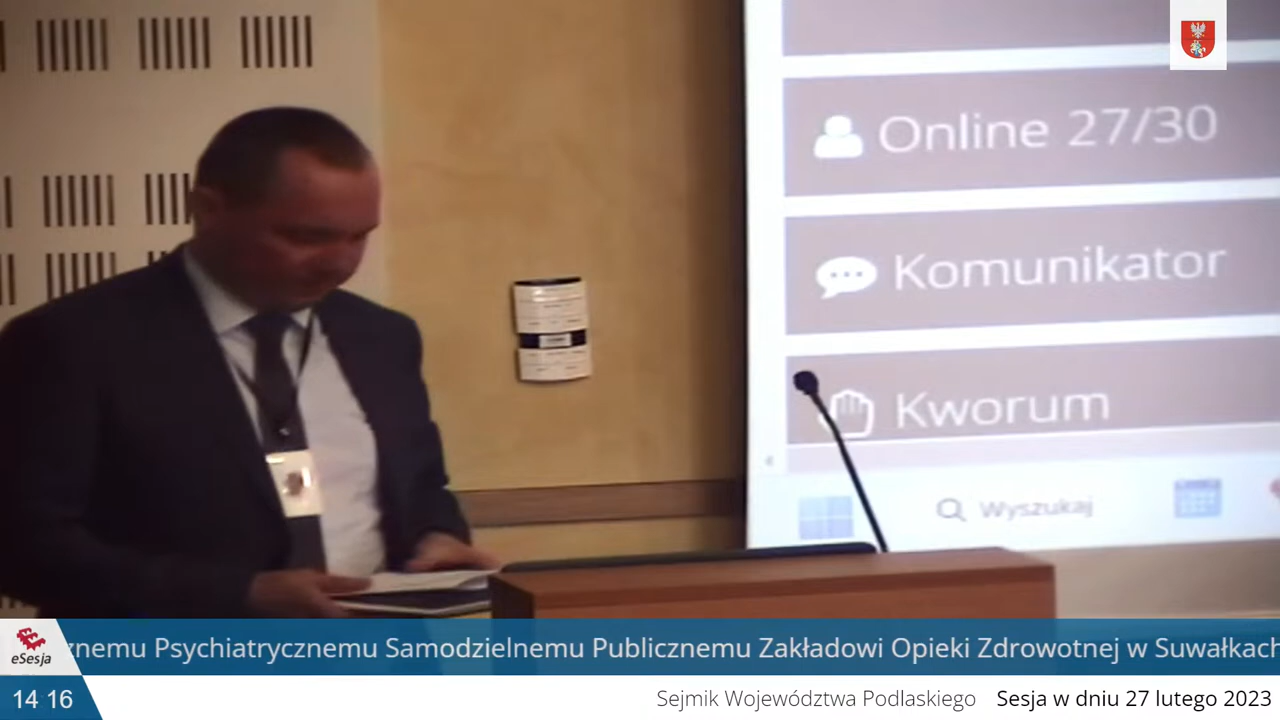 Online 27/30
Komunikator
Kworum
Wyszukaj
znemu Psychiatrycznemu Samodzielnemu Publicznemu Zakładowi Opieki Zdrowotnej w Suwałkach
eSesja
14 16
Sejmik Województwa Podlaskiego Sesja w dniu 27 lutego 2023